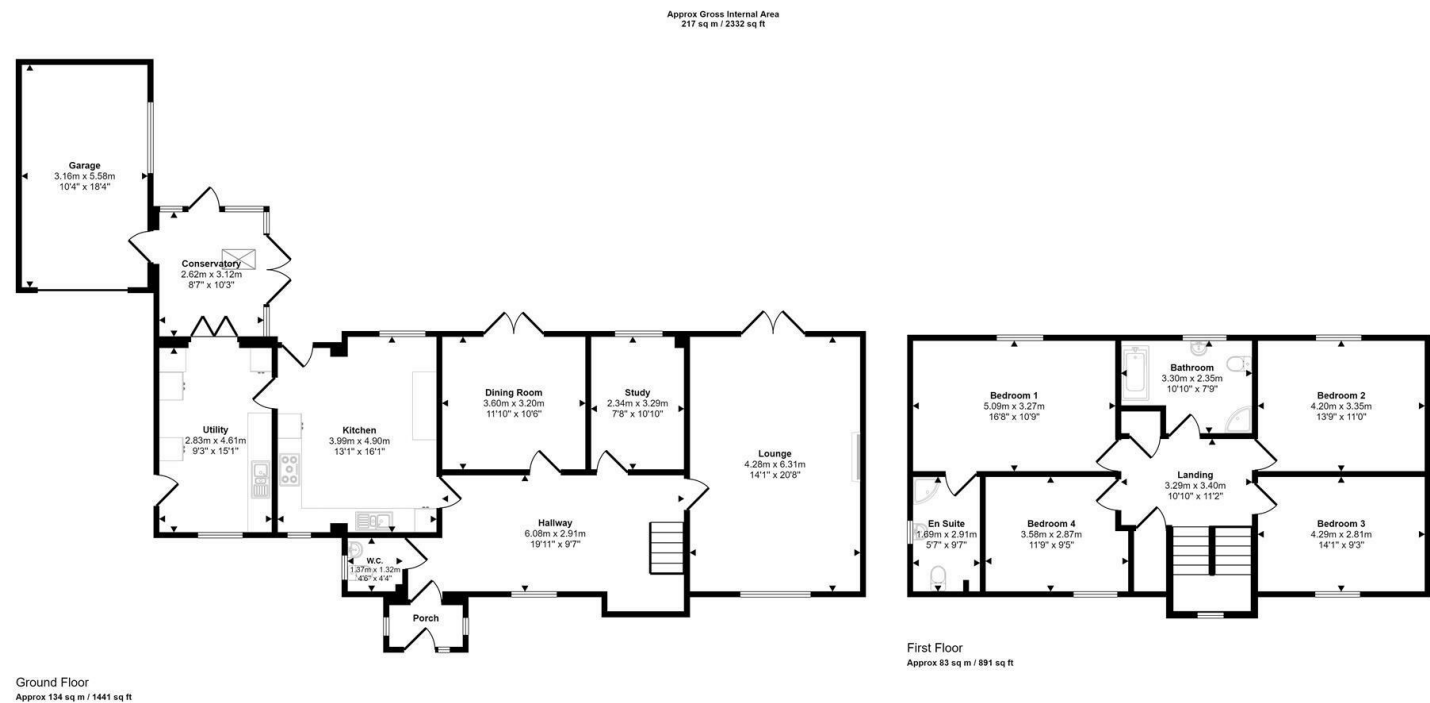 Approx Gross Internal Area
217 sq m / 2332 sq ft
Garage
3.16m x 5.58m
10'4" x 18'4"
Conservatory
2.62m x 3.12m
8'7" x 10'3"
Utility
2.83m x 4.61m
9'3" x 15'1"
Kitchen
3.99m x 4.90m
13'1" x 16'1"
Dining Room
3.60m x 3.20m
11'10" x 10'6"
Study
2.34m x 3.29m
7'8" x 10'10"
Lounge
4.28m x 6.31m
14'1" x 20'8"
Hallway
6.08m x 2.91m
19'11" x 9'7"
W.C.
1.37m x 1.32m
4'6" x 4'4"
Porch
Ground Floor
Approx 134 sq m / 1441 sq ft
Bedroom 1
5.09m x 3.27m
16'8" x 10'9"
Bathroom
3.30m x 2.35m
10'10" x 7'9"
Bedroom 2
4.20m x 3.35m
13'9" x 11'0"
Landing
3.29m x 3.40m
10'10" x 11'2"
En Suite
1.69m x 2.91m
5'7" x 9'7"
Bedroom 4
3.58m x 2.87m
11'9" x 9'5"
Bedroom 3
4.29m x 2.81m
14'1" x 9'3"
First Floor
Approx 83 sq m / 891 sq ft